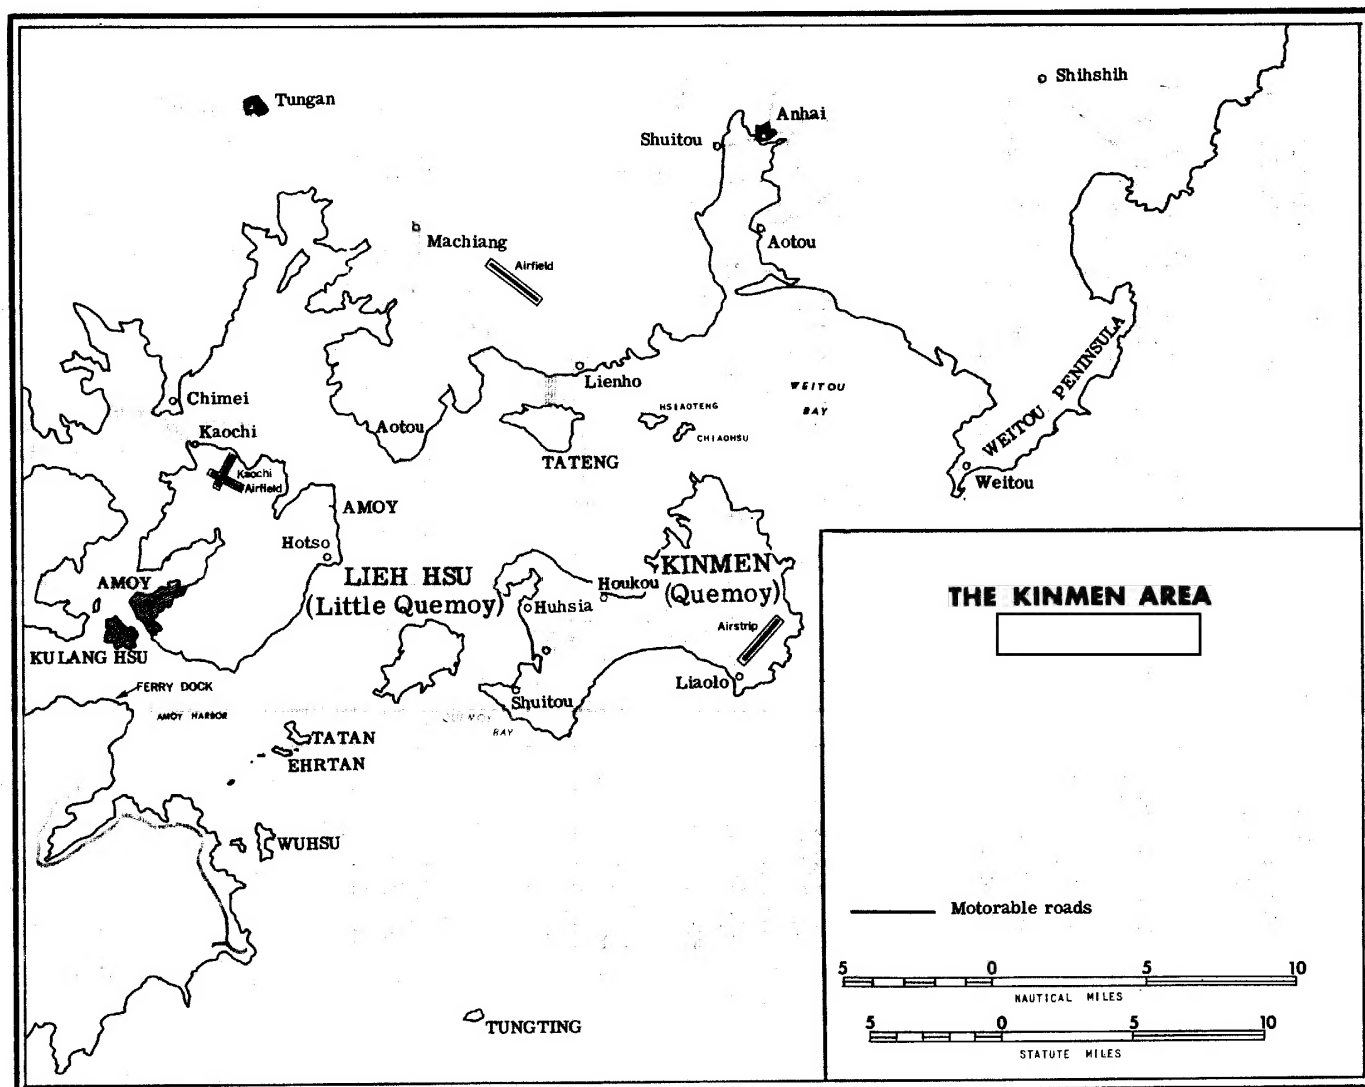 Shihshih
Tungan
Anhai
Shuitou
Machiang
Aotou
Airfield
WEITOU PENINSULA
Lienho
WEITOU
BAY
Chimei
HSIAOTENG
Aotou
CHIAOHSU
Kaochi
TATENG
Kaochi
Airfield
Weitou
AMOY
Hotso
LIEH HSU
(Little Quemoy)
KINMEN
(Quemoy)
Houkou
AMOY
Huhsia
Airstrip
KULANG HSU
Liaolo
FERRY DOCK
Shuitou
AMOY HARBOR
QUEMOY
BAY
TATAN
EHRTAN
WUHSU
TUNGTING
THE KINMEN AREA
Motorable roads
5 0 5 10
NAUTICAL MILES
5 0 5 10
STATUTE MILES